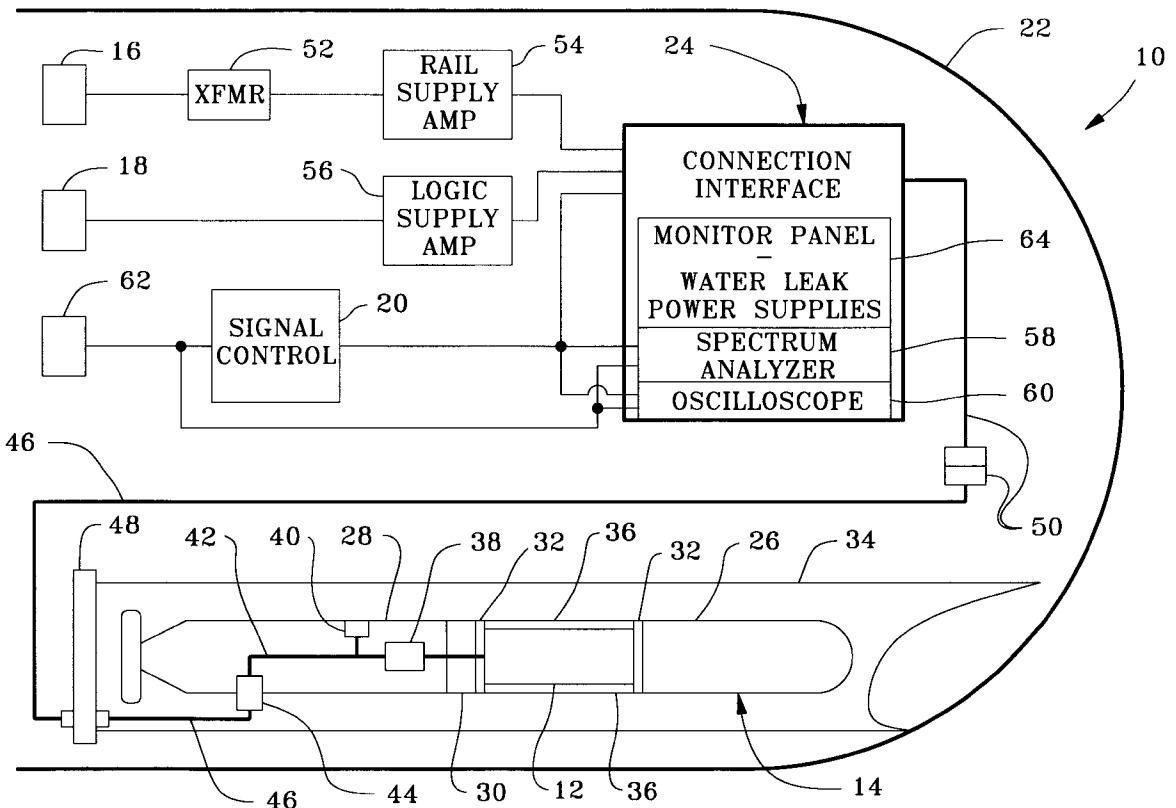 16
52
54
24
22
10
XFMR
RAIL
SUPPLY
AMP
18
56
LOGIC
SUPPLY
AMP
CONNECTION
INTERFACE
62
20
SIGNAL
CONTROL
MONITOR PANEL
–
WATER LEAK
POWER SUPPLIES
64
SPECTRUM
ANALYZER
58
OSCILLOSCOPE
60
46
50
48
42
40
28
38
32
36
32
26
34
46
44
30
12
36
14